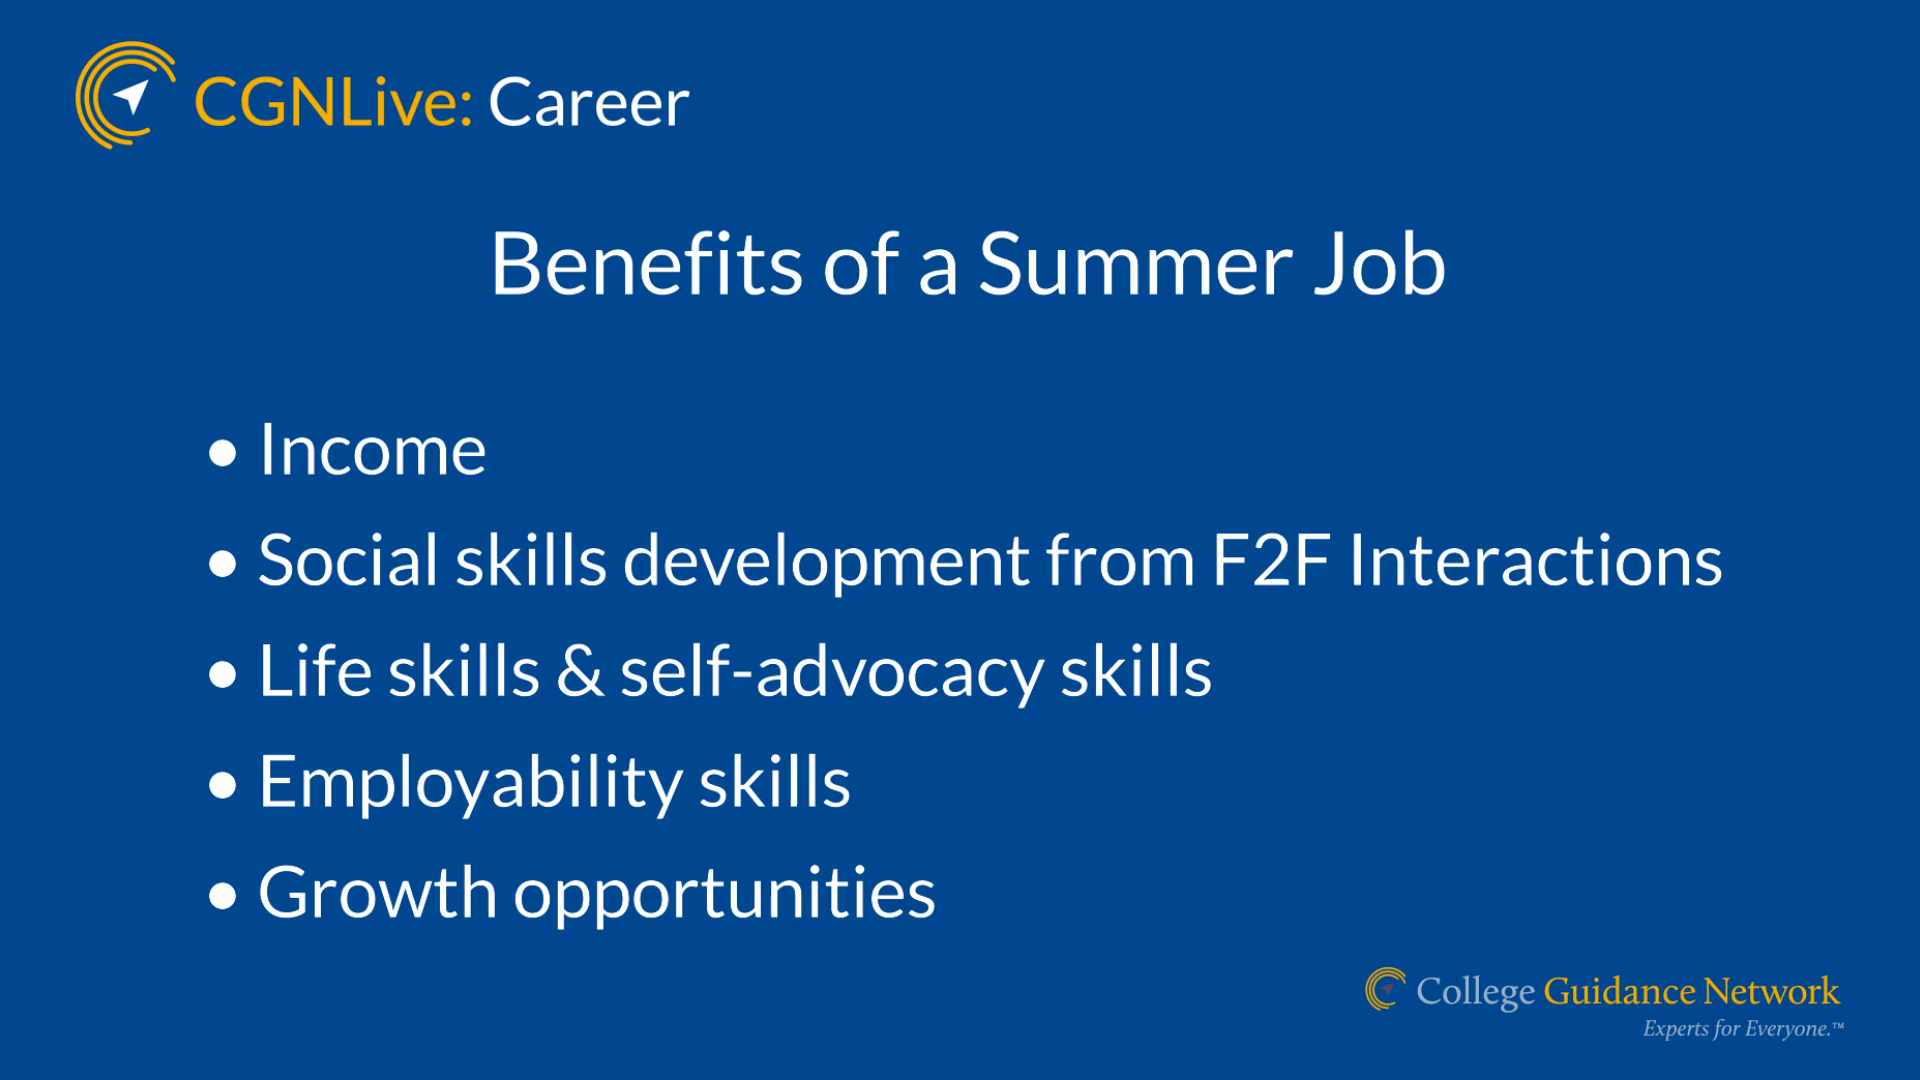 CGNLive: Career
Benefits of a Summer Job
• Income
• Social skills development from F2F Interactions
• Life skills & self-advocacy skills
• Employability skills
• Growth opportunities
College Guidance Network
Experts for Everyone.™